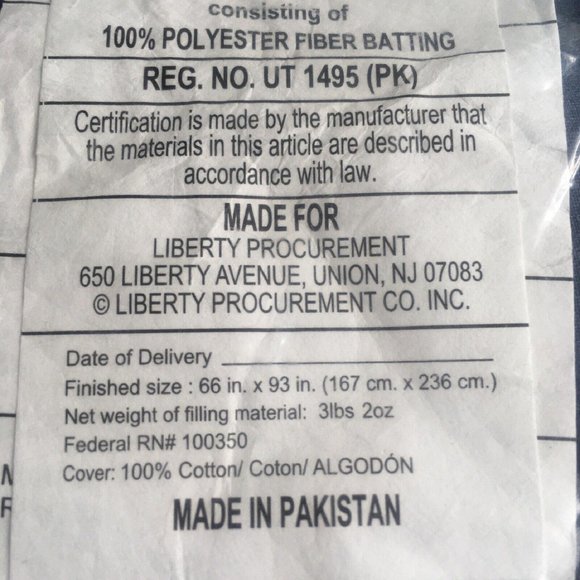 consisting of
100% POLYESTER FIBER BATTING
REG. NO. UT 1495 (PK)
Certification is made by the manufacturer that
the materials in this article are described in
accordance with law.
MADE FOR
LIBERTY PROCUREMENT
650 LIBERTY AVENUE, UNION, NJ 07083
© LIBERTY PROCUREMENT CO. INC.
Date of Delivery
Finished size : 66 in. x 93 in. (167 cm. x 236 cm.)
Net weight of filling material: 3lbs 2oz
Federal RN# 100350
Cover: 100% Cotton/ Coton/ ALGODÓN
MADE IN PAKISTAN